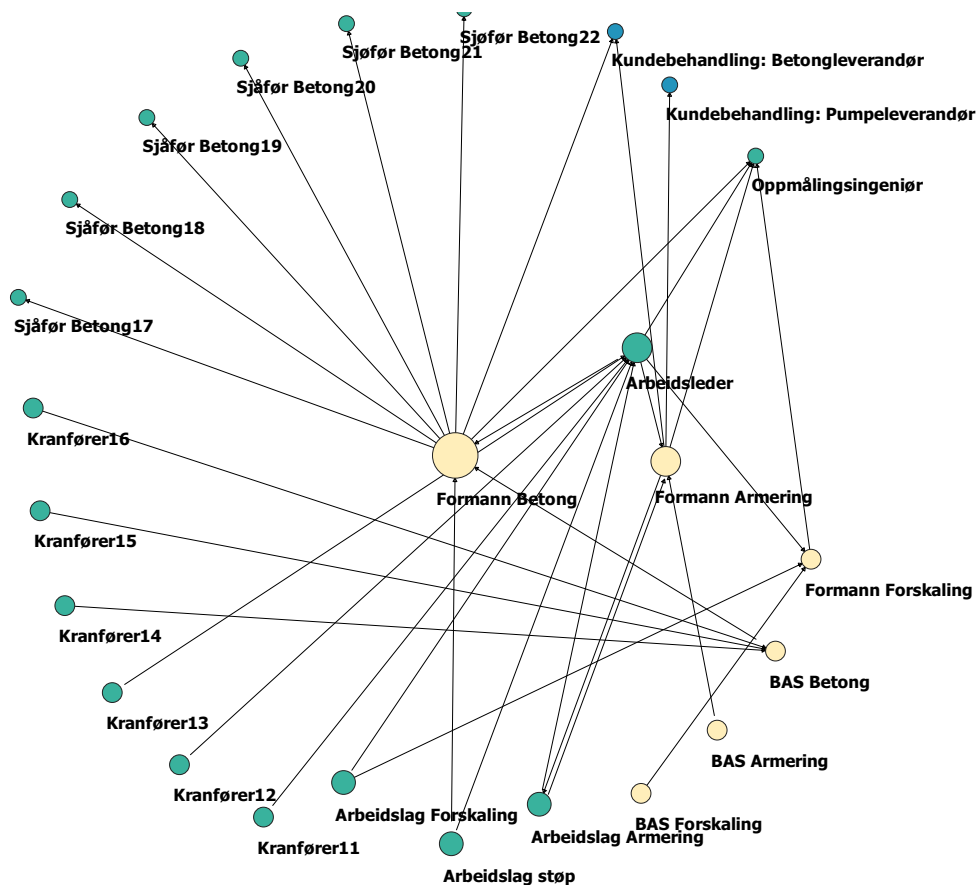 Sjøfør Betong22
Sjøfør Betong21
Kundebehandling: Betongleverandør
Sjåfør Betong20
Kundebehandling: Pumpeleverandør
Sjåfør Betong19
Oppmålingsingeniør
Sjåfør Betong18
Sjåfør Betong17
Arbeidsleder
Kranfører16
Formann Betong
Formann Armering
Kranfører15
Formann Forskaling
Kranfører14
BAS Betong
Kranfører13
BAS Armering
Kranfører12
Arbeidslag Forskaling
BAS Forskaling
Arbeidslag Armering
Kranfører11
Arbeidslag støp